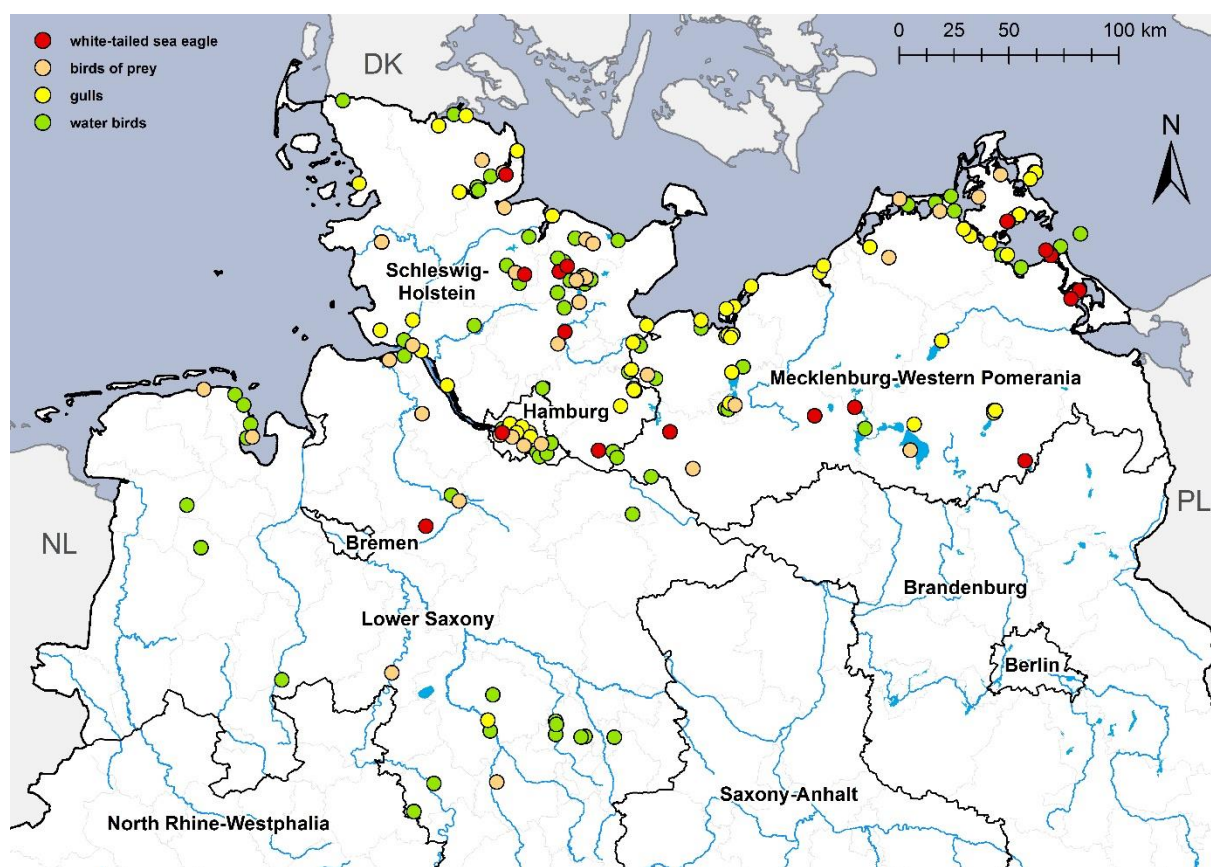 white-tailed sea eagle
birds of prey
gulls
water birds
DK
0 25 50 100 km
N
Schleswig-
Holstein
Mecklenburg-Western Pomerania
Hamburg
NL
Bremen
PL
Lower Saxony
Brandenburg
Berlin
North Rhine-Westphalia
Saxony-Anhalt